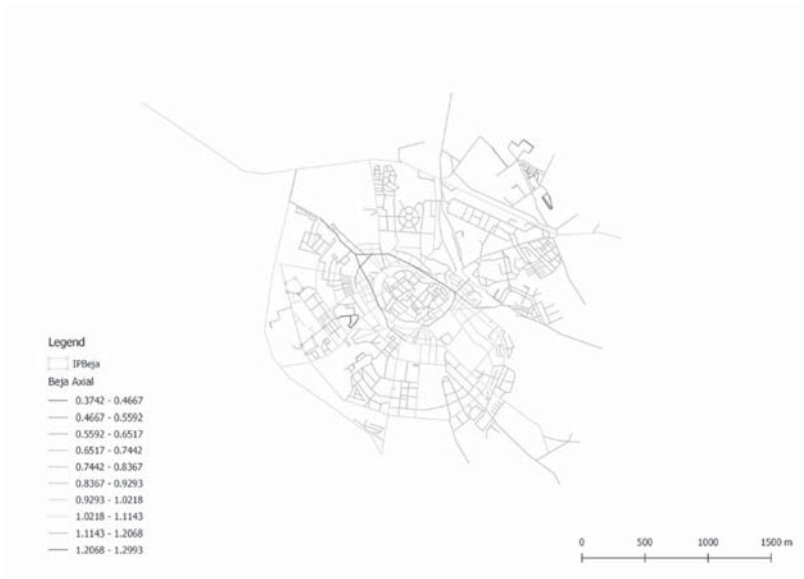 Legend
IPBeja
Beja Axial
0.3742 - 0.4667
0.4667 - 0.5592
0.5592 - 0.6517
0.6517 - 0.7442
0.7442 - 0.8367
0.8367 - 0.9293
0.9293 - 1.0218
1.0218 - 1.1143
1.1143 - 1.2068
1.2068 - 1.2993
0 500 1000 1500 m